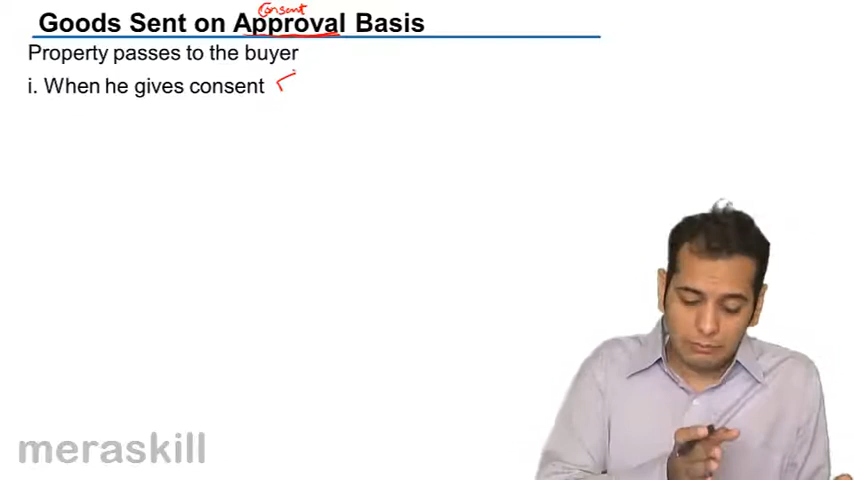 Consent
Goods Sent on Approval Basis
Property passes to the buyer
i. When he gives consent
meraskill